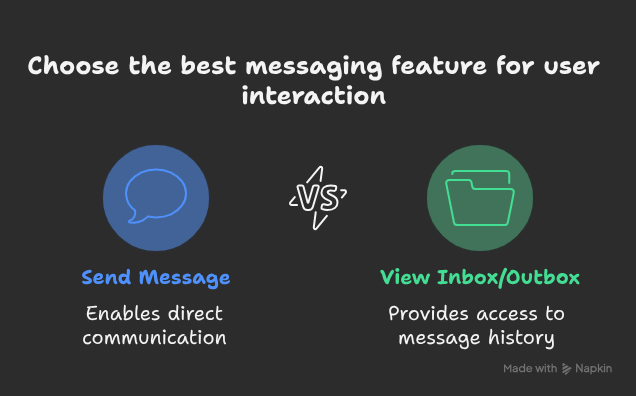 Choose the best messaging feature for user
interaction
VS
Send Message
View Inbox/Outbox
Enables direct
communication
Provides access to
message history
Made with Napkin